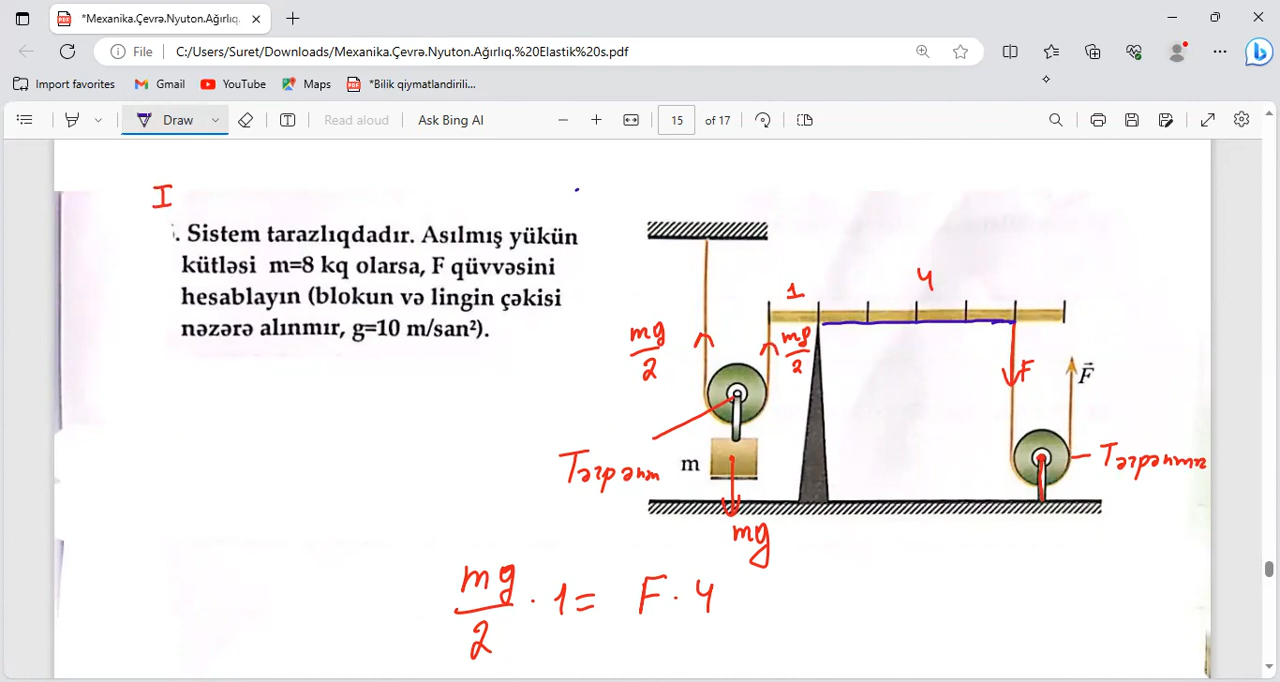 *Mexanika.Çevrə.Nyuton.Ağırlıq.
File
C:/Users/Suret/Downloads/Mexanika.Çevrə.Nyuton.Ağırlıq.%20Elastik%20s.pdf
Import favorites
Gmail
YouTube
Maps
*Bilik qiymatlandirili...
Draw
Read aloud
Ask Bing AI
15
of 17
I
. Sistem tarazlıqdadır. Asılmış yükün
kütləsi m=8 kq olarsa, F qüvvəsini
hesablayın (blokun və lingin çəkisi
nəzərə alınmır, g=10 m/san²).
1
4
mg/2
mg/2
F
F
Tərpənm
m
Tərpənməz
mg
mg/2 · 1 = F · 4